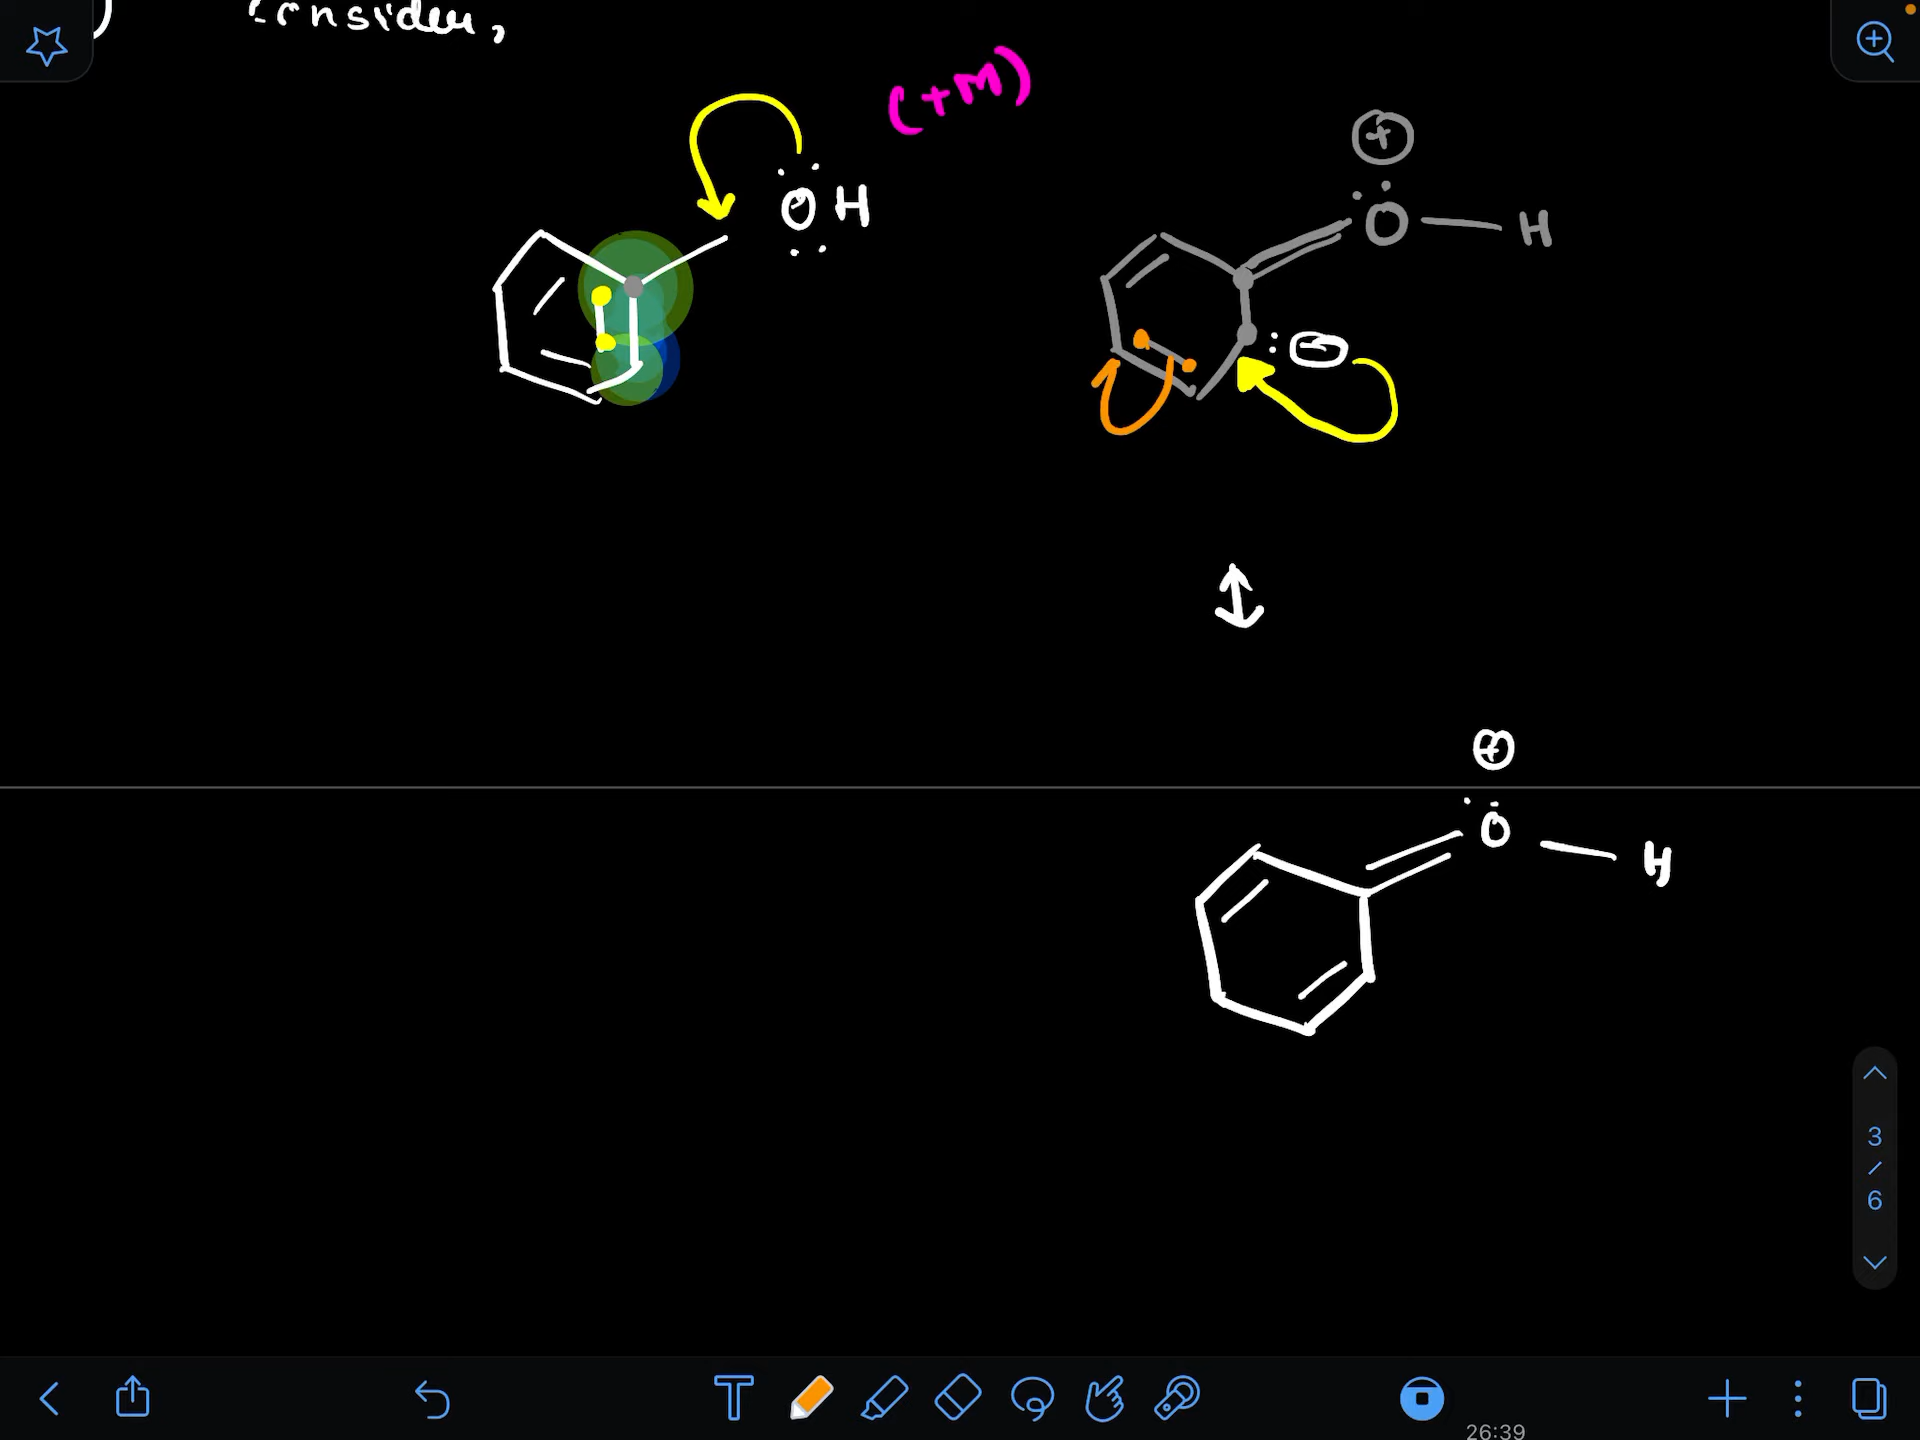 Consider,
(+M)
+
OH
O H
+
O H
3
/
6
T
26:39